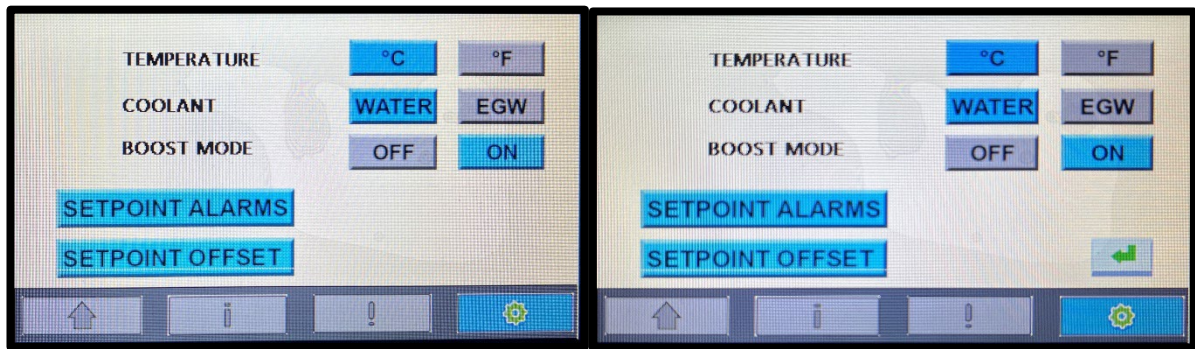 TEMPERATURE °C °F
COOLANT WATER EGW
BOOST MODE OFF ON
SETPOINT ALARMS
SETPOINT OFFSET
i !
TEMPERATURE °C °F
COOLANT WATER EGW
BOOST MODE OFF ON
SETPOINT ALARMS
SETPOINT OFFSET
i !